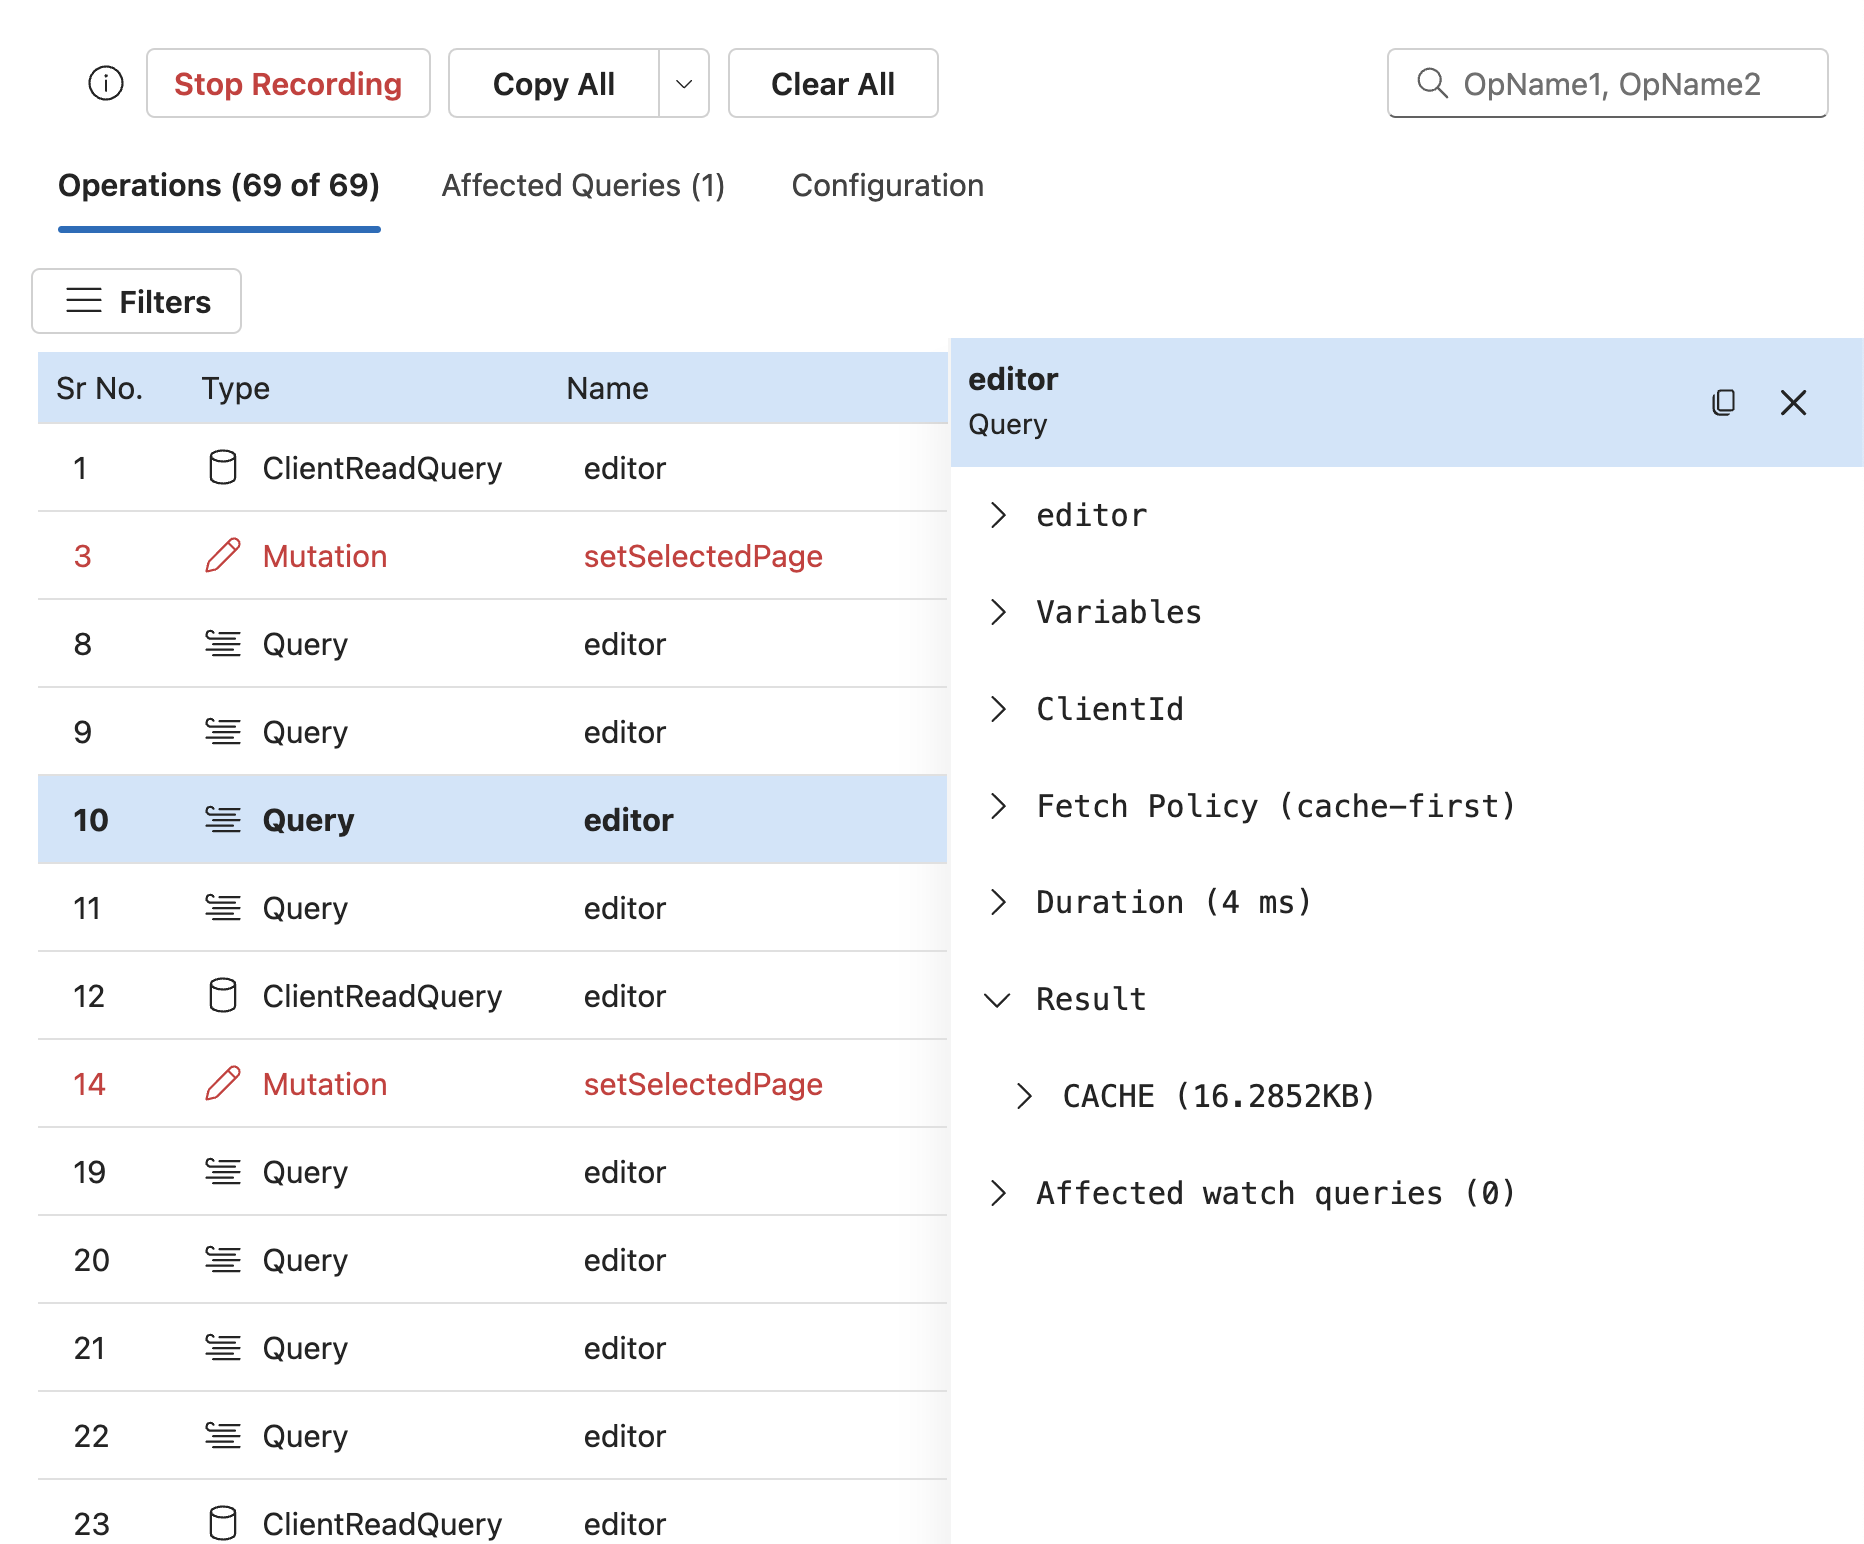 Stop Recording
Copy All
Clear All
OpName1, OpName2
Operations (69 of 69)
Affected Queries (1)
Configuration
Filters
Sr No. Type Name
1 ClientReadQuery editor
3 Mutation setSelectedPage
8 Query editor
9 Query editor
10 Query editor
11 Query editor
12 ClientReadQuery editor
14 Mutation setSelectedPage
19 Query editor
20 Query editor
21 Query editor
22 Query editor
23 ClientReadQuery editor
editor
Query
editor
Variables
ClientId
Fetch Policy (cache-first)
Duration (4 ms)
Result
CACHE (16.2852KB)
Affected watch queries (0)